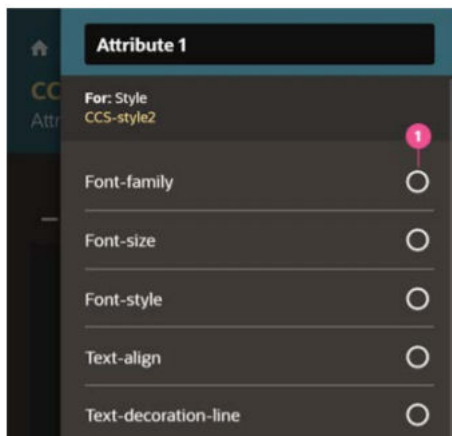 Attribute 1
CC
Attr
For: Style
CCS-style2
1
Font-family
Font-size
Font-style
Text-align
Text-decoration-line